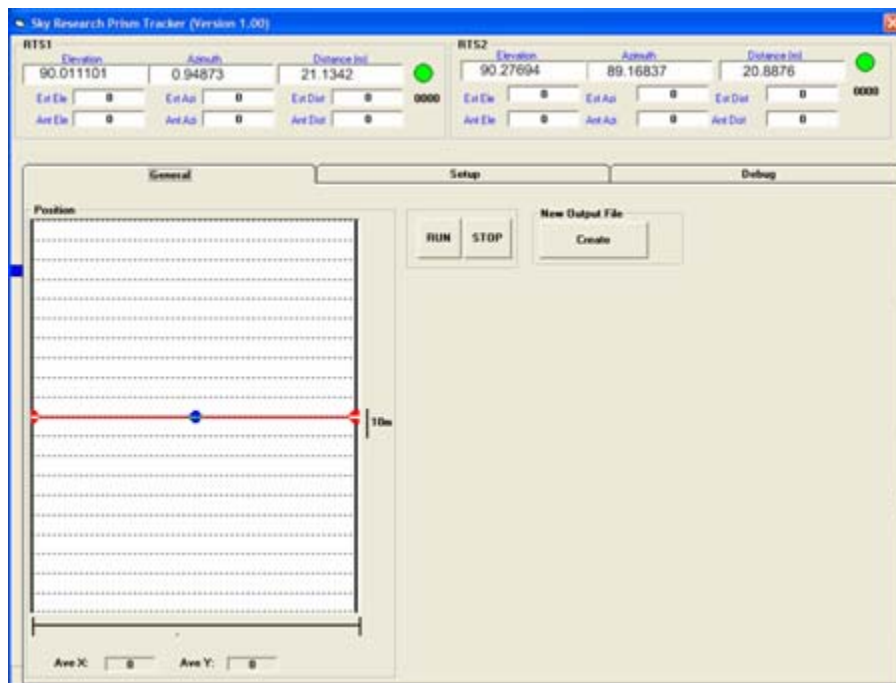 Sky Research Prism Tracker (Version 1.00)
RTS1
Elevation Azimuth Distance (m)
90.011101 0.94873 21.1342
Ext Ele 0 Ext Azi 0 Ext Dist 0 0000
Ant Ele 0 Ant Azi 0 Ant Dist 0
RTS2
Elevation Azimuth Distance (m)
90.27694 89.16837 20.8876
Ext Ele 0 Ext Azi 0 Ext Dist 0 0000
Ant Ele 0 Ant Azi 0 Ant Dist 0
General Setup Debug
Position
RUN STOP
New Output File
Create
10m
Ave X: 0 Ave Y: 0